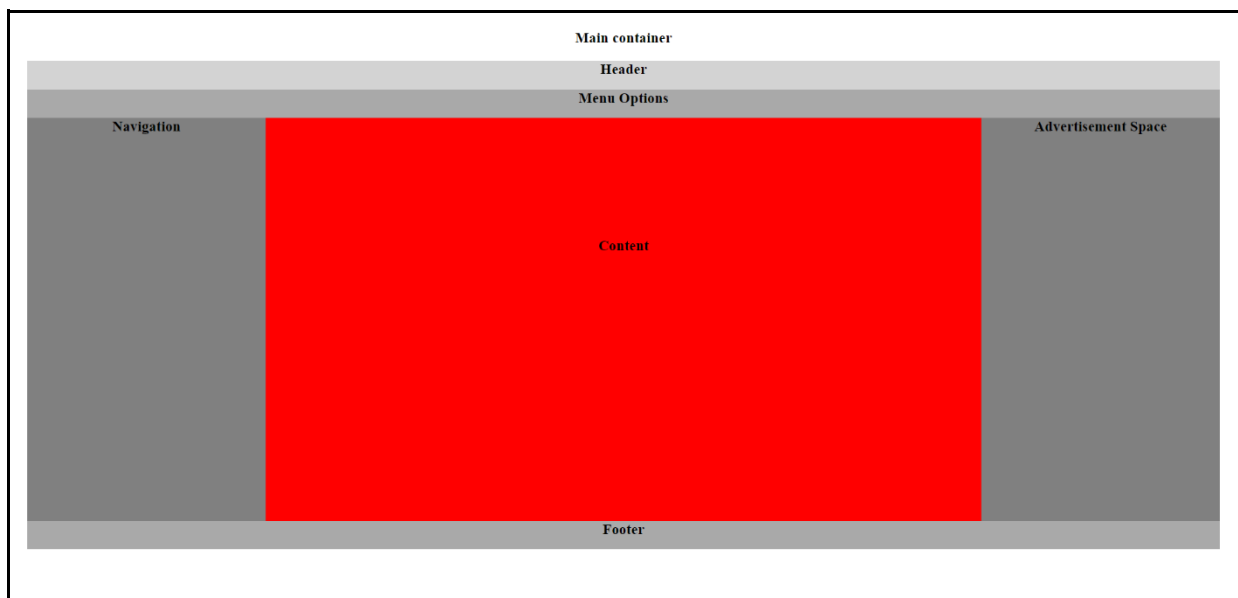 Main container
Header
Menu Options
Navigation
Advertisement Space
Content
Footer